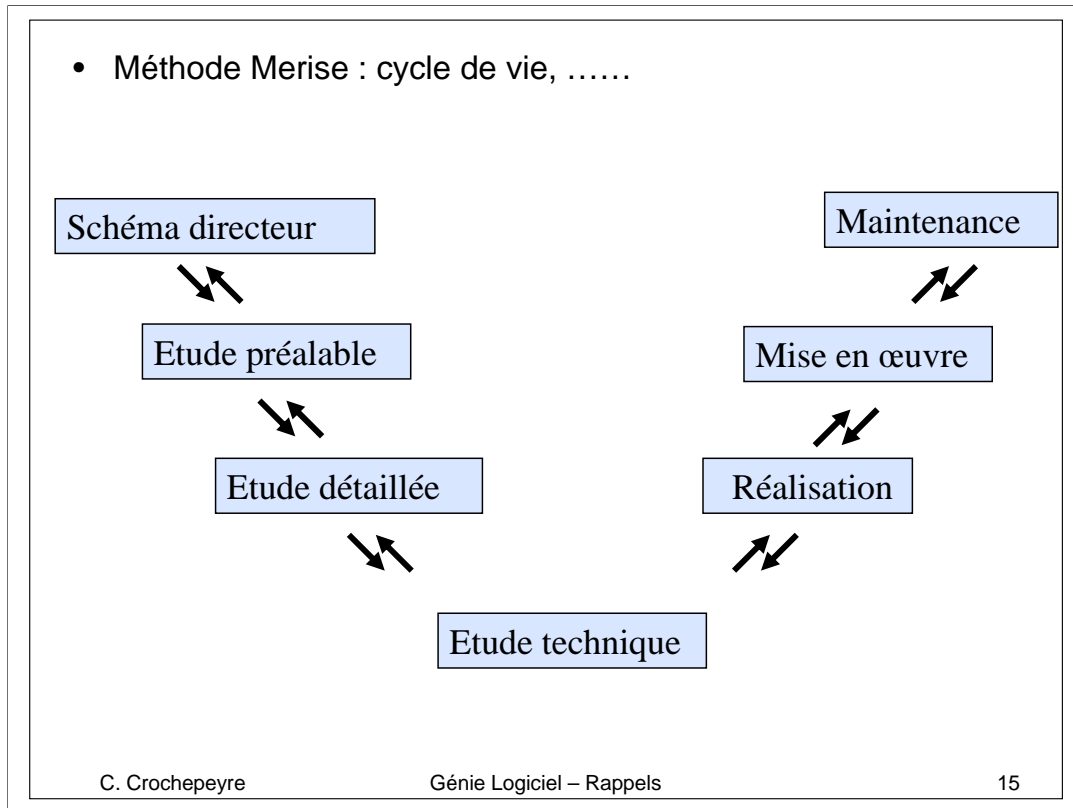 • Méthode Merise : cycle de vie, ……
Schéma directeur
Maintenance
Etude préalable
Mise en œuvre
Etude détaillée
Réalisation
Etude technique
C. Crochepeyre
Génie Logiciel – Rappels
15